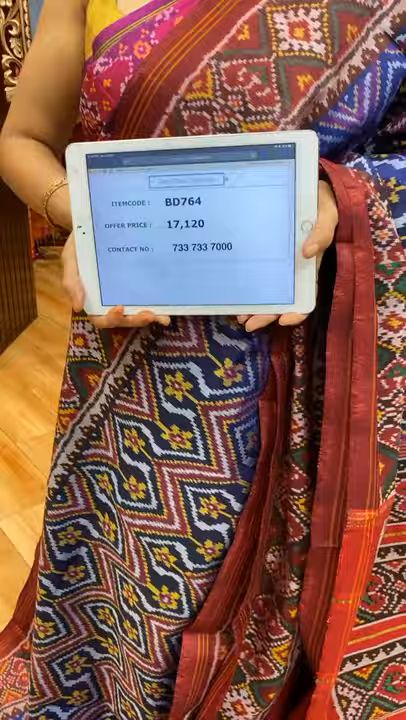 ITEMCODE : BD764
OFFER PRICE : 17,120
CONTACT NO : 733 733 7000